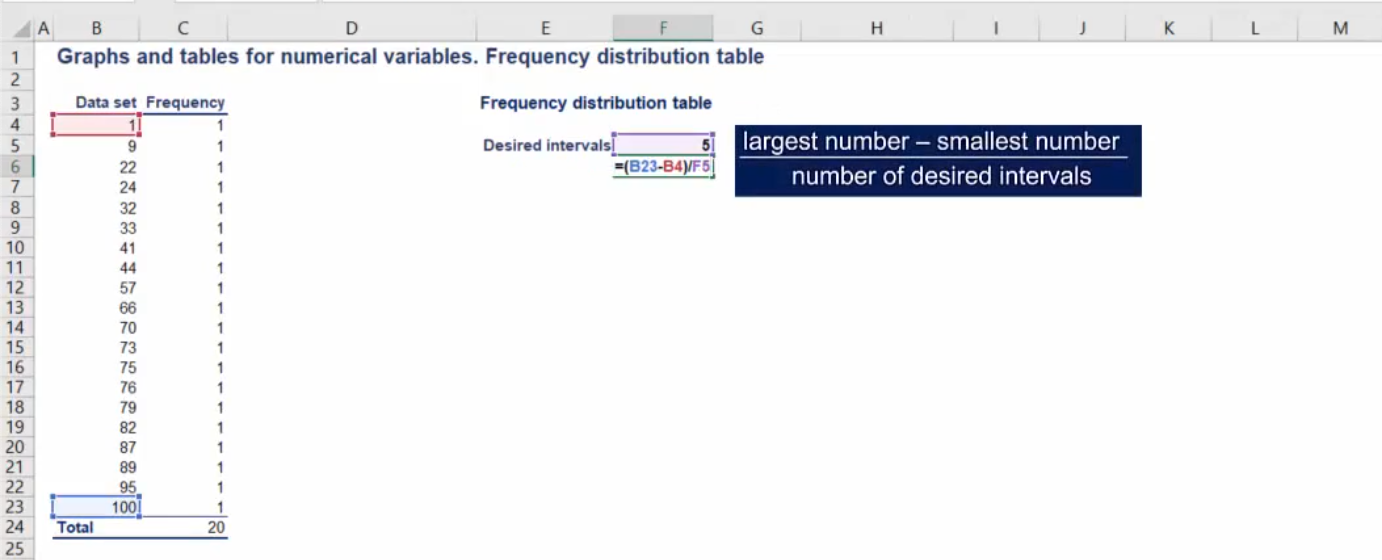 A B C D E F G H I J K L M
1 Graphs and tables for numerical variables. Frequency distribution table
2
3 Data set Frequency Frequency distribution table
4 1 1
5 9 1 Desired intervals 5
6 22 1 =(B23-B4)/F5
7 24 1
8 32 1
9 33 1
10 41 1
11 44 1
12 57 1
13 66 1
14 70 1
15 73 1
16 75 1
17 76 1
18 79 1
19 82 1
20 87 1
21 89 1
22 95 1
23 100 1
24 Total 20
25
largest number – smallest number
number of desired intervals